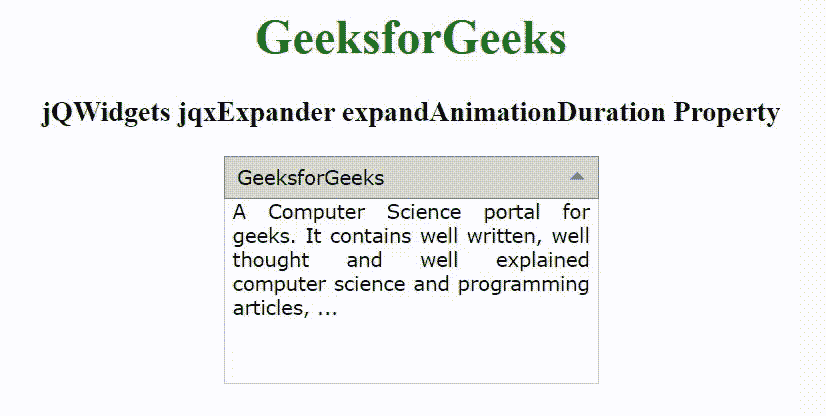 GeeksforGeeks
jQWidgets jqxExpander expandAnimationDuration Property
GeeksforGeeks
A Computer Science portal for
geeks. It contains well written, well
thought and well explained
computer science and programming
articles, ...